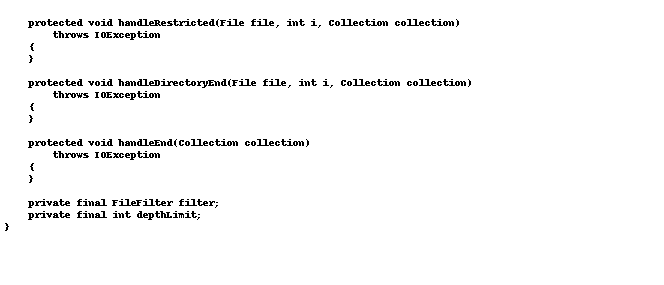 protected void handleRestricted(File file, int i, Collection collection)
throws IOException
{
}
protected void handleDirectoryEnd(File file, int i, Collection collection)
throws IOException
{
}
protected void handleEnd(Collection collection)
throws IOException
{
}
private final FileFilter filter;
private final int depthLimit;
}